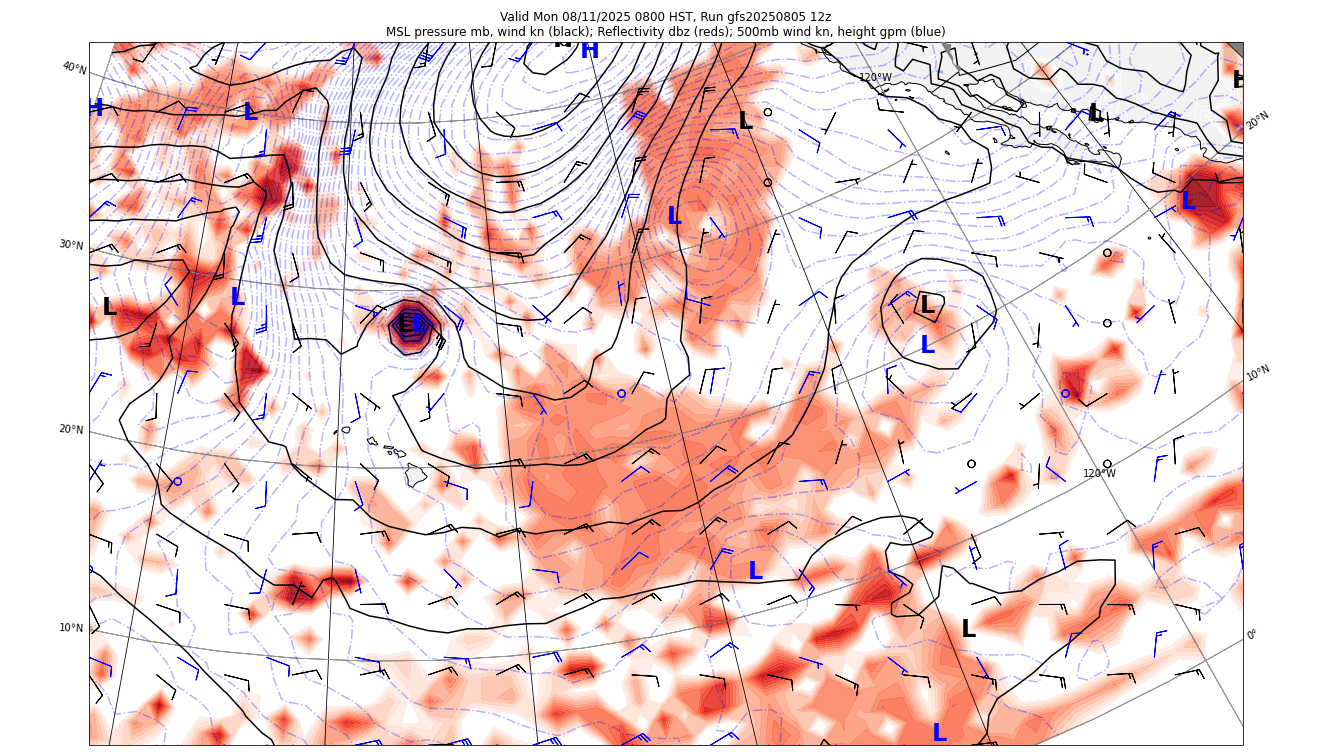 Valid Mon 08/11/2025 0800 HST, Run gfs20250805 12z
MSL pressure mb, wind kn (black); Reflectivity dbz (reds); 500mb wind kn, height gpm (blue)
H
40°N
120°W
H
H
L
L
L
20°N
L
L
30°N
L
L
L
L
L
10°N
20°N
120°W
L
10°N
L
0°
L